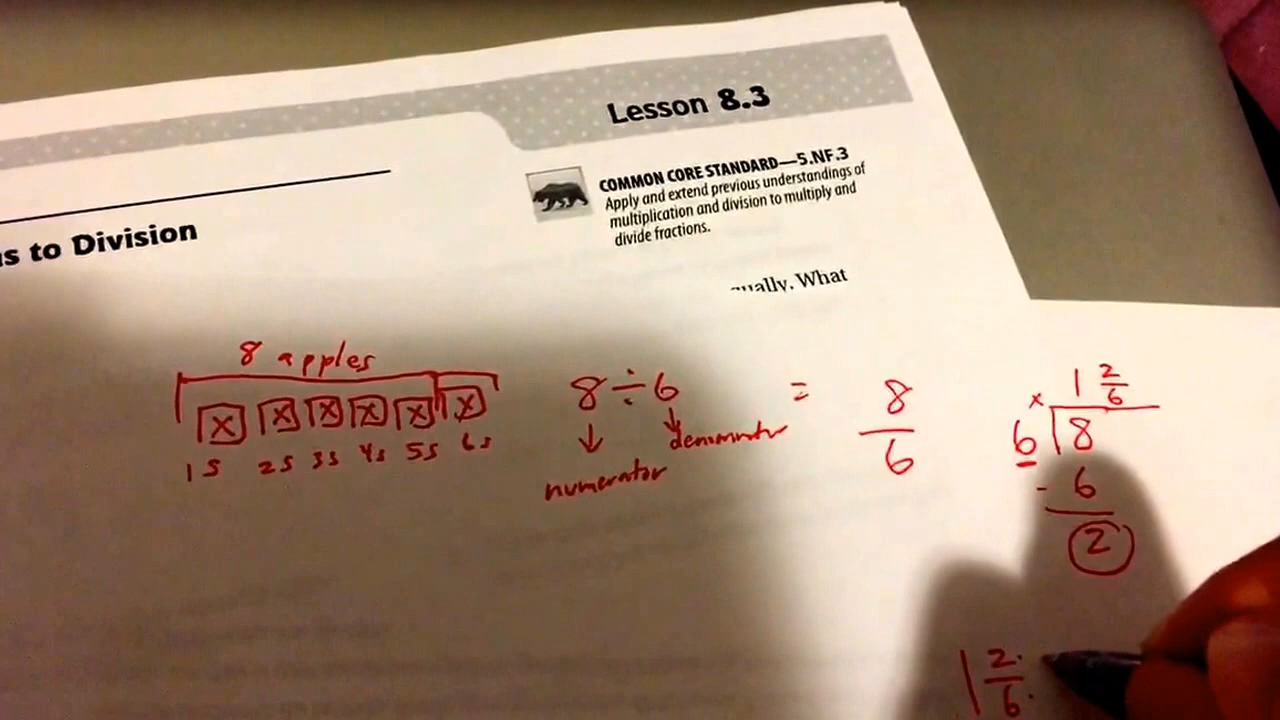 Lesson 8.3
COMMON CORE STANDARD—5.NF.3
Apply and extend previous understandings of
multiplication and division to multiply and
divide fractions.
to Division
What
8 apples
X X X X X X
1s 2s 3s 4s 5s 6s
8 ÷ 6 = 8/6
numerator
denominator
x 1 2/6
6 8
- 6
2
1 2/6